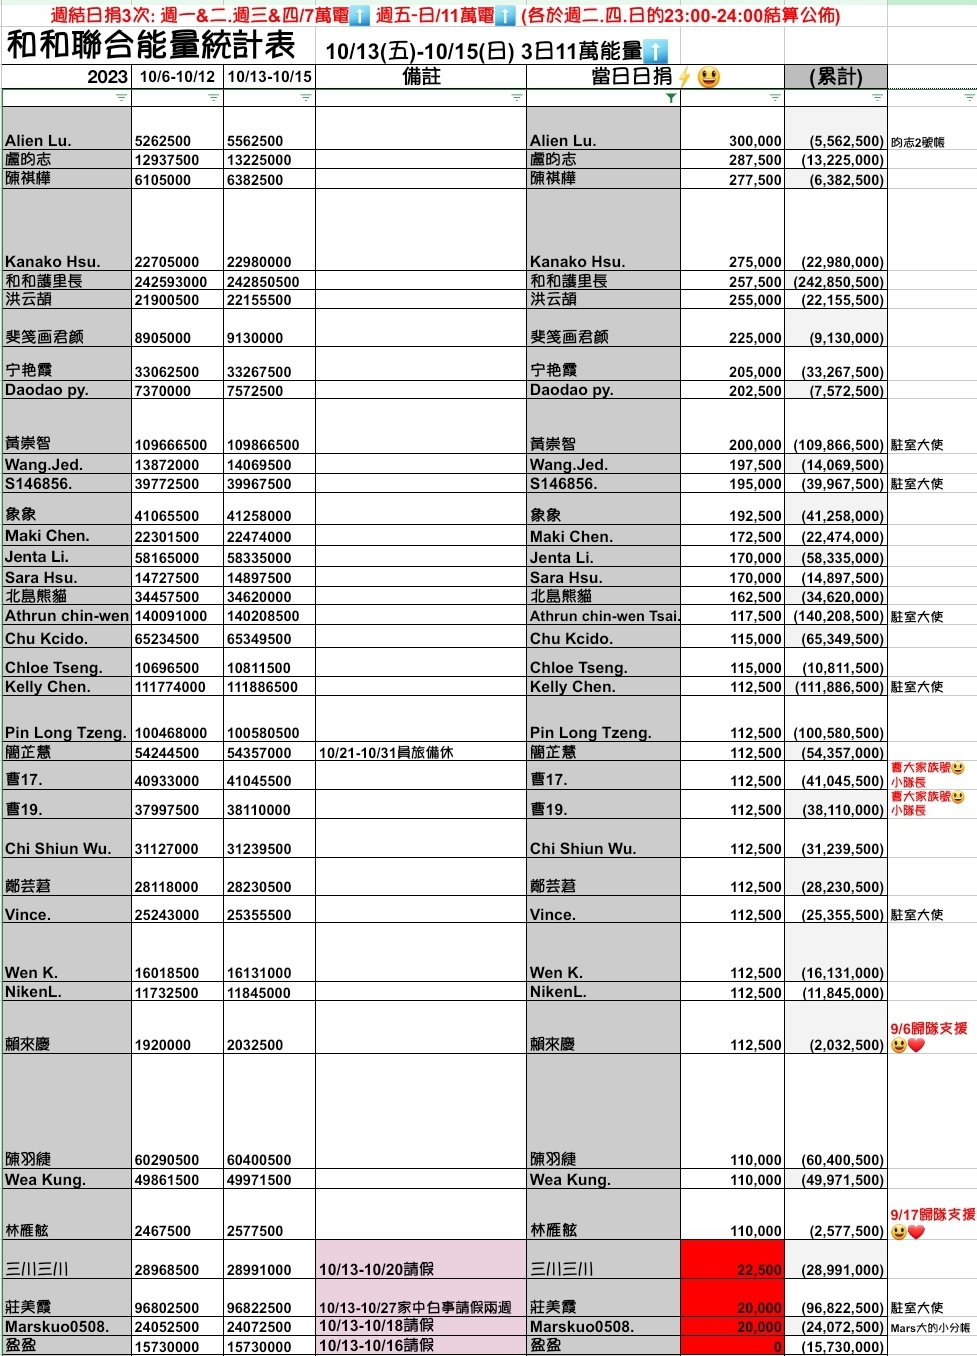 週結日捐3次: 週一&二.週三&四/7萬電⬆️ 週五-日/11萬電⬆️ (各於週二.四.日的23:00-24:00結算公佈)
和和聯合能量統計表 10/13(五)-10/15(日) 3日11萬能量⬆️
2023 10/6-10/12 10/13-10/15 備註 當日日捐⚡😃 (累計)
Alien Lu. 5262500 5562500 Alien Lu. 300,000 (5,562,500) 昀志2號帳
盧昀志 12937500 13225000 盧昀志 287,500 (13,225,000)
陳祺樺 6105000 6382500 陳祺樺 277,500 (6,382,500)
Kanako Hsu. 22705000 22980000 Kanako Hsu. 275,000 (22,980,000)
和和護里長 242593000 242850500 和和護里長 257,500 (242,850,500)
洪云頡 21900500 22155500 洪云頡 255,000 (22,155,500)
斐笺画君颜 8905000 9130000 斐笺画君颜 225,000 (9,130,000)
宁艳霞 33062500 33267500 宁艳霞 205,000 (33,267,500)
Daodao py. 7370000 7572500 Daodao py. 202,500 (7,572,500)
黃崇智 109666500 109866500 黃崇智 200,000 (109,866,500) 駐室大使
Wang.Jed. 13872000 14069500 Wang.Jed. 197,500 (14,069,500)
S146856. 39772500 39967500 S146856. 195,000 (39,967,500) 駐室大使
象象 41065500 41258000 象象 192,500 (41,258,000)
Maki Chen. 22301500 22474000 Maki Chen. 172,500 (22,474,000)
Jenta Li. 58165000 58335000 Jenta Li. 170,000 (58,335,000)
Sara Hsu. 14727500 14897500 Sara Hsu. 170,000 (14,897,500)
北島熊貓 34457500 34620000 北島熊貓 162,500 (34,620,000)
Athrun chin-wen 140091000 140208500 Athrun chin-wen Tsai. 117,500 (140,208,500) 駐室大使
Chu Kcido. 65234500 65349500 Chu Kcido. 115,000 (65,349,500)
Chloe Tseng. 10696500 10811500 Chloe Tseng. 115,000 (10,811,500)
Kelly Chen. 111774000 111886500 Kelly Chen. 112,500 (111,886,500) 駐室大使
Pin Long Tzeng. 100468000 100580500 Pin Long Tzeng. 112,500 (100,580,500)
簡芷慧 54244500 54357000 10/21-10/31員旅備休 簡芷慧 112,500 (54,357,000)
曹17. 40933000 41045500 曹17. 112,500 (41,045,500) 曹大家族號😃
小隊長
曹19. 37997500 38110000 曹19. 112,500 (38,110,000) 曹大家族號😃
小隊長
Chi Shiun Wu. 31127000 31239500 Chi Shiun Wu. 112,500 (31,239,500)
鄭芸萫 28118000 28230500 鄭芸萫 112,500 (28,230,500)
Vince. 25243000 25355500 Vince. 112,500 (25,355,500) 駐室大使
Wen K. 16018500 16131000 Wen K. 112,500 (16,131,000)
NikenL. 11732500 11845000 NikenL. 112,500 (11,845,000)
9/6歸隊支援
賴來慶 1920000 2032500 賴來慶 112,500 (2,032,500) 😃❤️
陳羽緁 60290500 60400500 陳羽緁 110,000 (60,400,500)
Wea Kung. 49861500 49971500 Wea Kung. 110,000 (49,971,500)
9/17歸隊支援
林雁舷 2467500 2577500 林雁舷 110,000 (2,577,500) 😃❤️
三川三川 28968500 28991000 10/13-10/20請假 三川三川 22,500 (28,991,000)
莊美霞 96802500 96822500 10/13-10/27家中白事請假兩週 莊美霞 20,000 (96,822,500) 駐室大使
Marskuo0508. 24052500 24072500 10/13-10/18請假 Marskuo0508. 20,000 (24,072,500) Mars大的小分帳
盈盈 15730000 15730000 10/13-10/16請假 盈盈 0 (15,730,000)